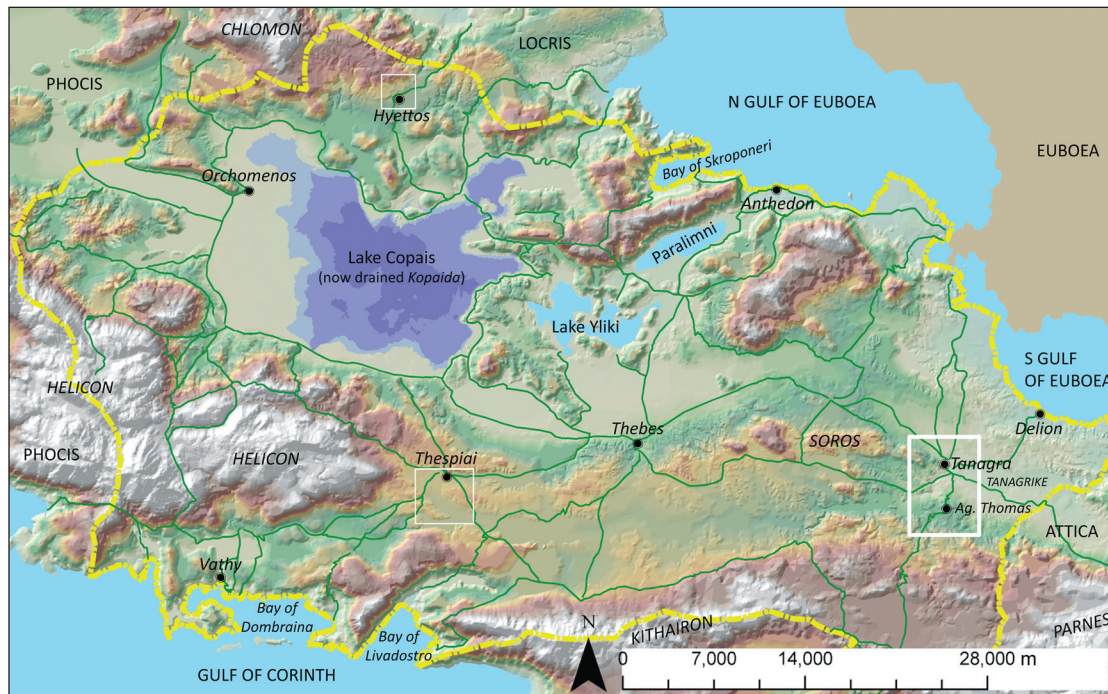 CHLOMON
LOCRIS
PHOCIS
N GULF OF EUBOEA
Hyettos
EUBOEA
Bay of Skroponeri
Orchomenos
Anthedon
Paralimni
Lake Copais
(now drained Kopaida)
Lake Yliki
S GULF
OF EUBOEA
HELICON
Delion
Thebes
SOROS
PHOCIS
HELICON
Thespiai
Tanagra
TANAGRIKE
Ag. Thomas
ATTICA
Vathy
Bay of
Dombraina
Bay of
Livadostro
N
KITHAIRON
PARNES
GULF OF CORINTH
0
7,000
14,000
28,000 m